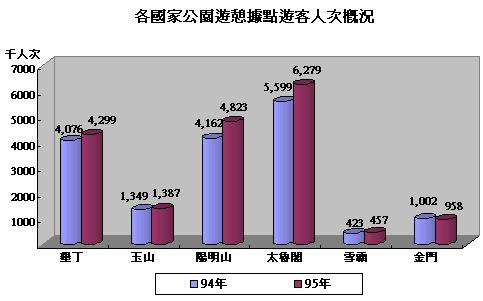 各國家公園遊憩據點遊客人次概況
千人次
7000
6000
5000
4000
3000
2000
1000
4,076
4,299
1,349
1,387
4,162
4,823
5,599
6,279
423
457
1,002
958
墾丁
玉山
陽明山
太魯閣
雪霸
金門
94年
95年